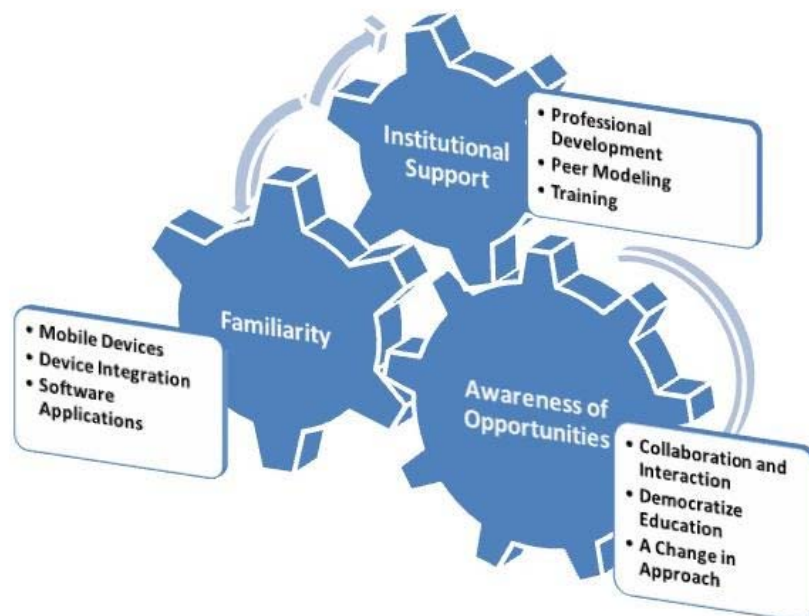 Institutional
Support
• Professional
Development
• Peer Modeling
• Training
Familiarity
• Mobile Devices
• Device Integration
• Software
Applications
Awareness of
Opportunities
• Collaboration and
Interaction
• Democratize
Education
• A Change in
Approach